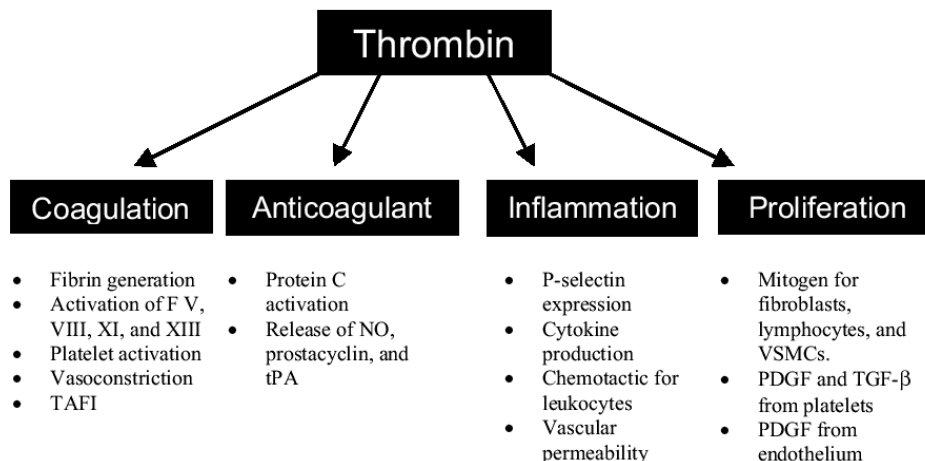 Thrombin
Coagulation
• Fibrin generation
• Activation of F V,
VIII, XI, and XIII
• Platelet activation
• Vasoconstriction
• TAFI
Anticoagulant
• Protein C
activation
• Release of NO,
prostacyclin, and
tPA
Inflammation
• P-selectin
expression
• Cytokine
production
• Chemotactic for
leukocytes
• Vascular
permeability
Proliferation
• Mitogen for
fibroblasts,
lymphocytes, and
VSMCs.
• PDGF and TGF-β
from platelets
• PDGF from
endothelium